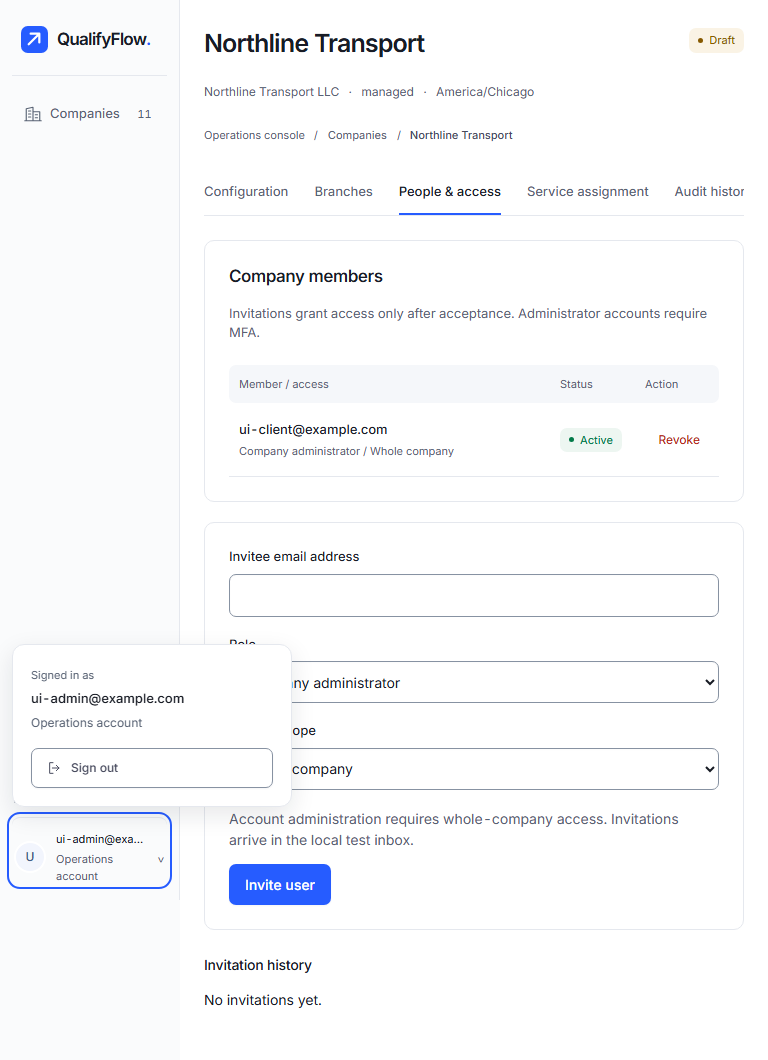 QualifyFlow.
Companies 11
Northline Transport
Draft
Northline Transport LLC · managed · America/Chicago
Operations console / Companies / Northline Transport
Configuration Branches People & access Service assignment Audit histor
Company members
Invitations grant access only after acceptance. Administrator accounts require
MFA.
Member / access Status Action
ui-client@example.com
Company administrator / Whole company
Active
Revoke
Invitee email address
ny administrator
ope
company
Account administration requires whole-company access. Invitations
arrive in the local test inbox.
Invite user
Invitation history
No invitations yet.
Signed in as
ui-admin@example.com
Operations account
Sign out
U
ui-admin@exa...
Operations
account